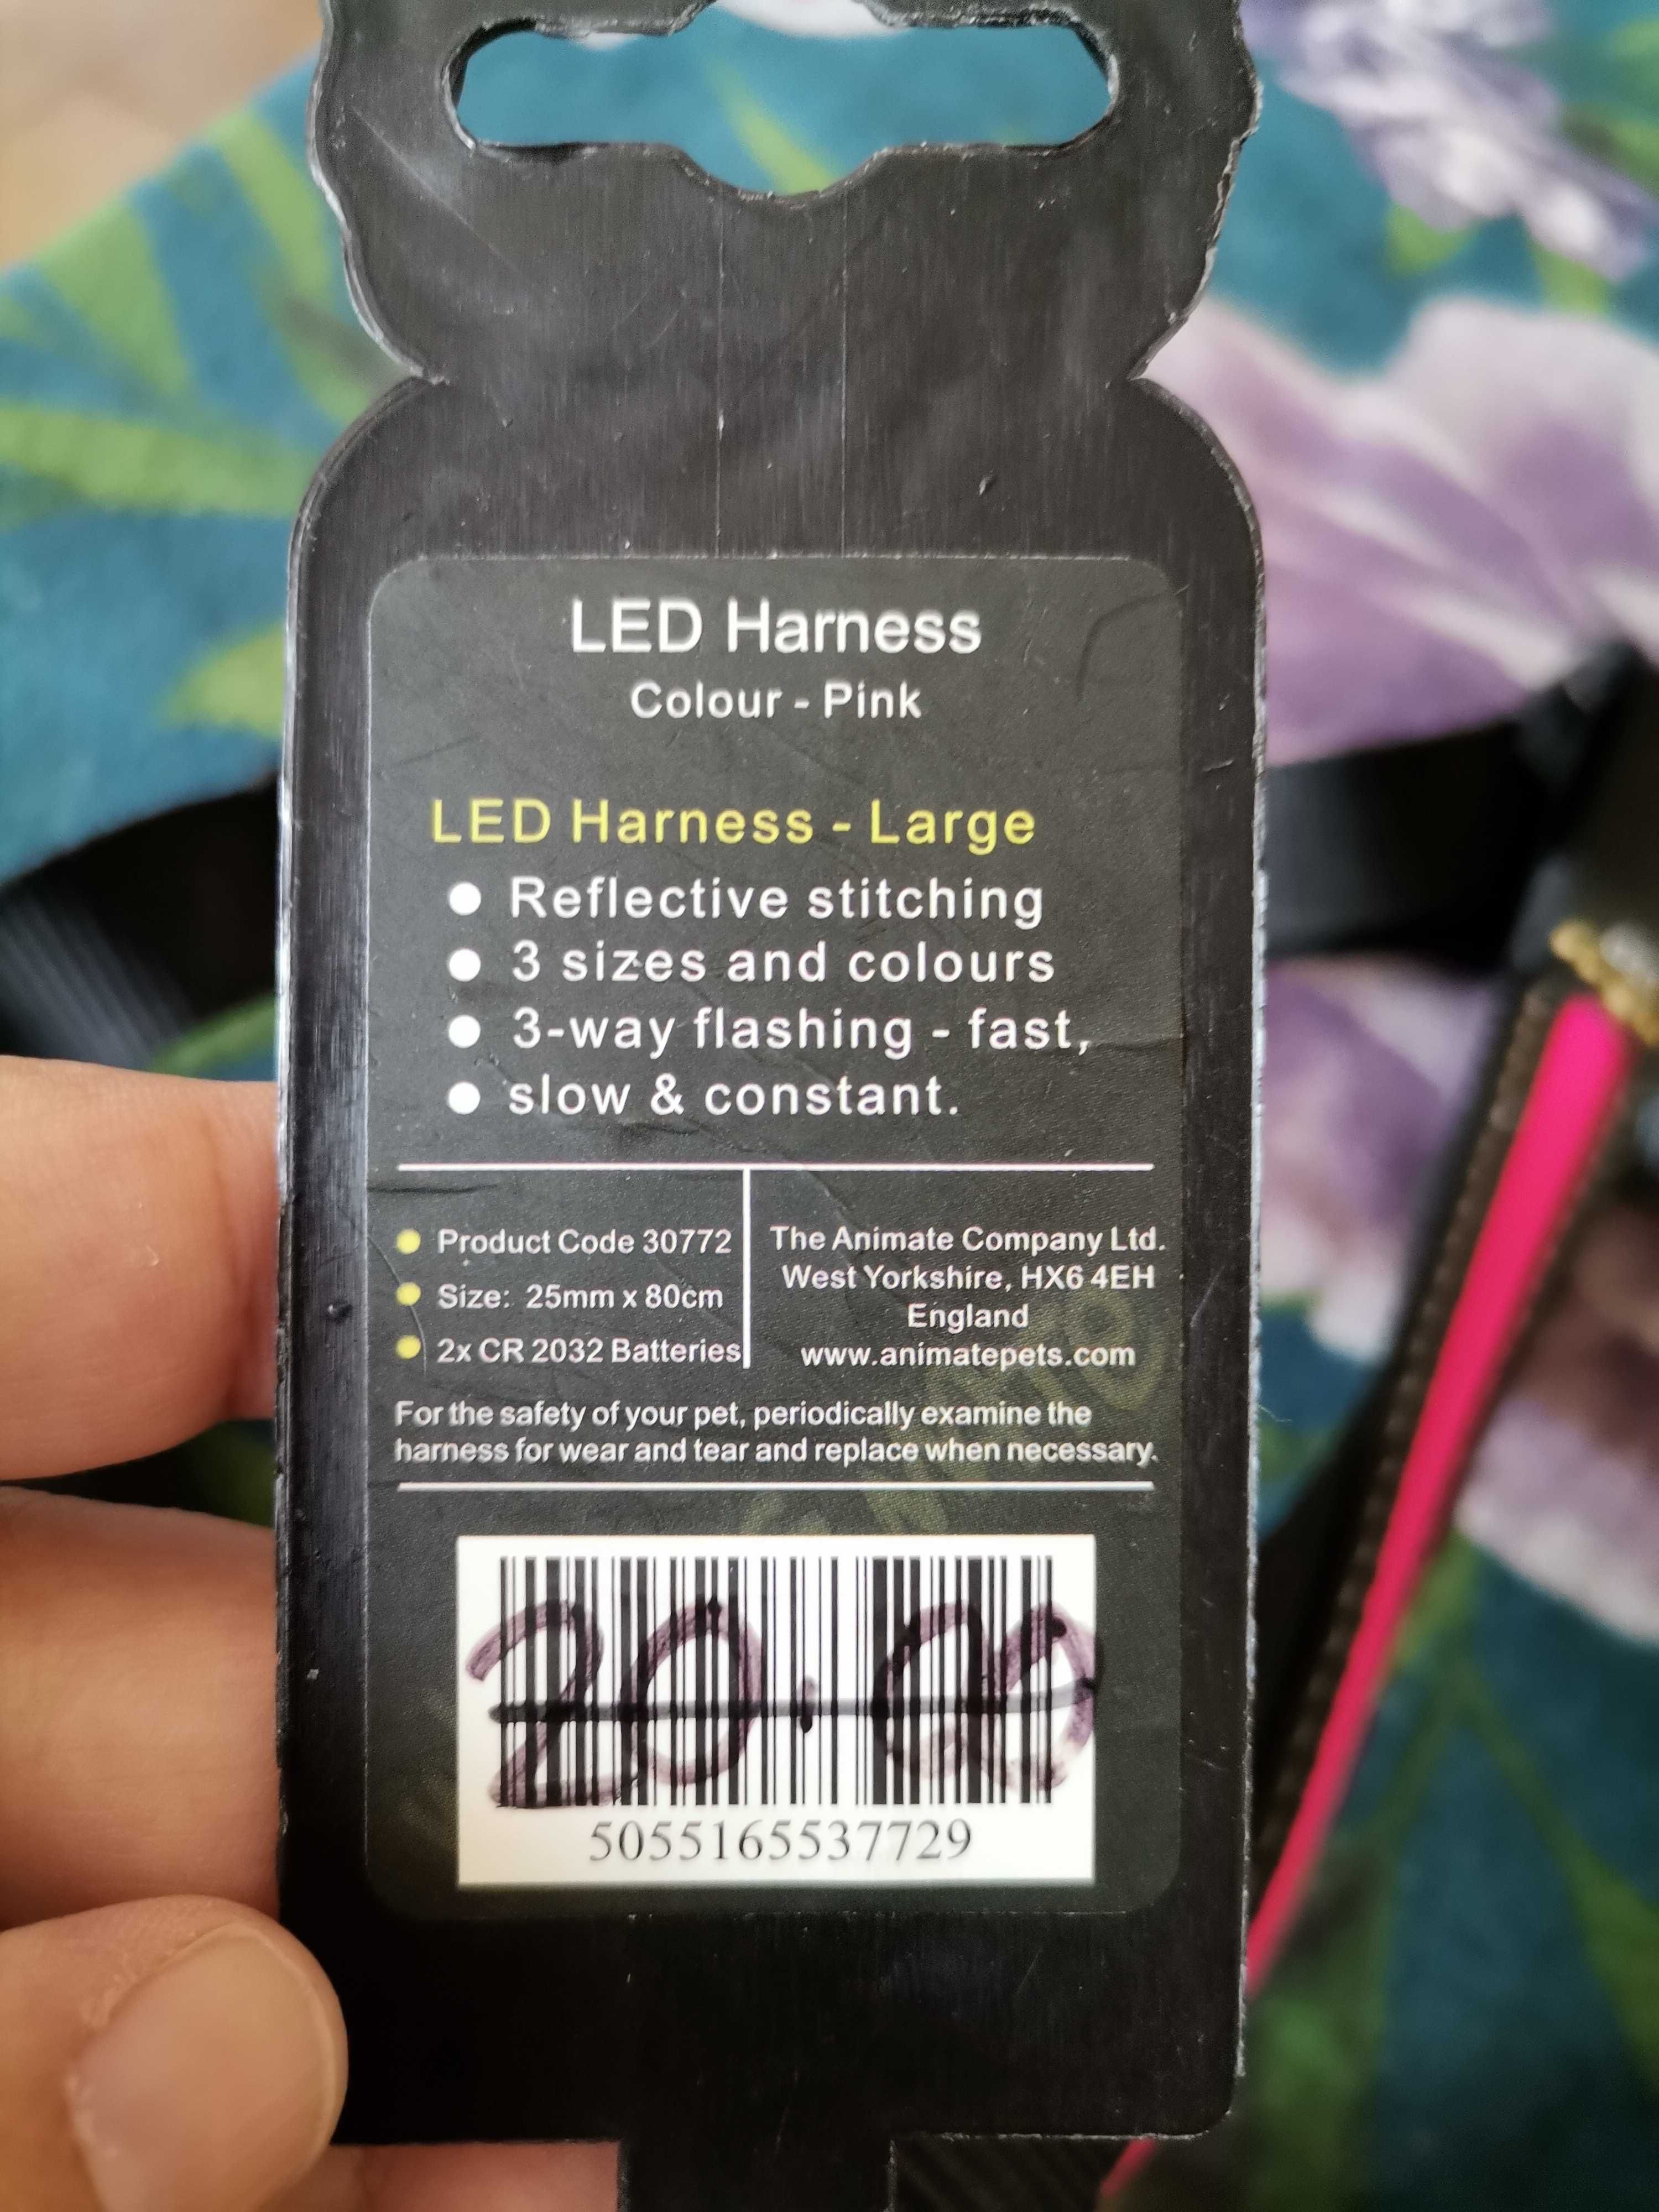 LED Harness
Colour - Pink
LED Harness - Large
● Reflective stitching
● 3 sizes and colours
● 3-way flashing - fast,
● slow & constant.
● Product Code 30772
● Size: 25mm x 80cm
● 2x CR 2032 Batteries
The Animate Company Ltd.
West Yorkshire, HX6 4EH
England
www.animatepets.com
For the safety of your pet, periodically examine the
harness for wear and tear and replace when necessary.
20.00
5055165537729